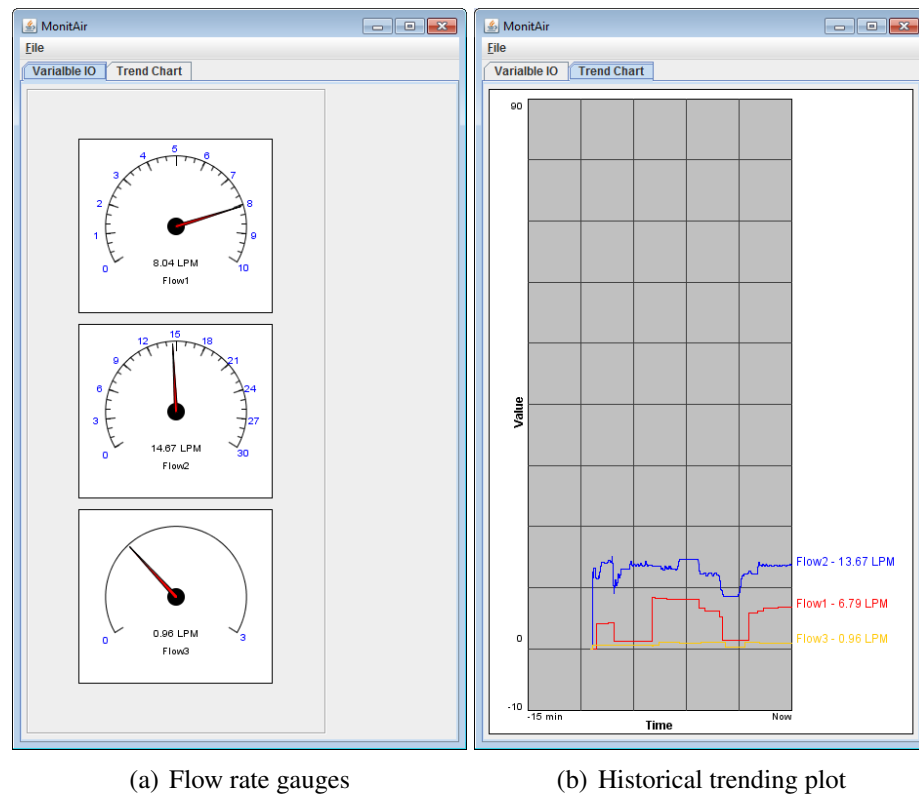 MonitAir
File
Varialble IO Trend Chart
0 1 2 3 4 5 6 7 8 9 10
8.04 LPM
Flow1
0 3 6 9 12 15 18 21 24 27 30
14.67 LPM
Flow2
0 3
0.96 LPM
Flow3
(a) Flow rate gauges
MonitAir
File
Varialble IO Trend Chart
90
Value
Flow2 - 13.67 LPM
Flow1 - 6.79 LPM
0
Flow3 - 0.96 LPM
-10
-15 min Now
Time
(b) Historical trending plot